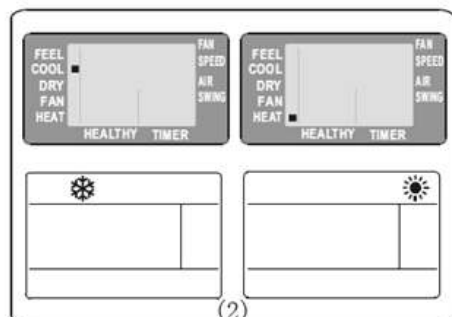 FEEL
COOL
DRY
FAN
HEAT
FAN
SPEED
AIR
SWING
HEALTHY TIMER
FEEL
COOL
DRY
FAN
HEAT
FAN
SPEED
AIR
SWING
HEALTHY TIMER
(2)